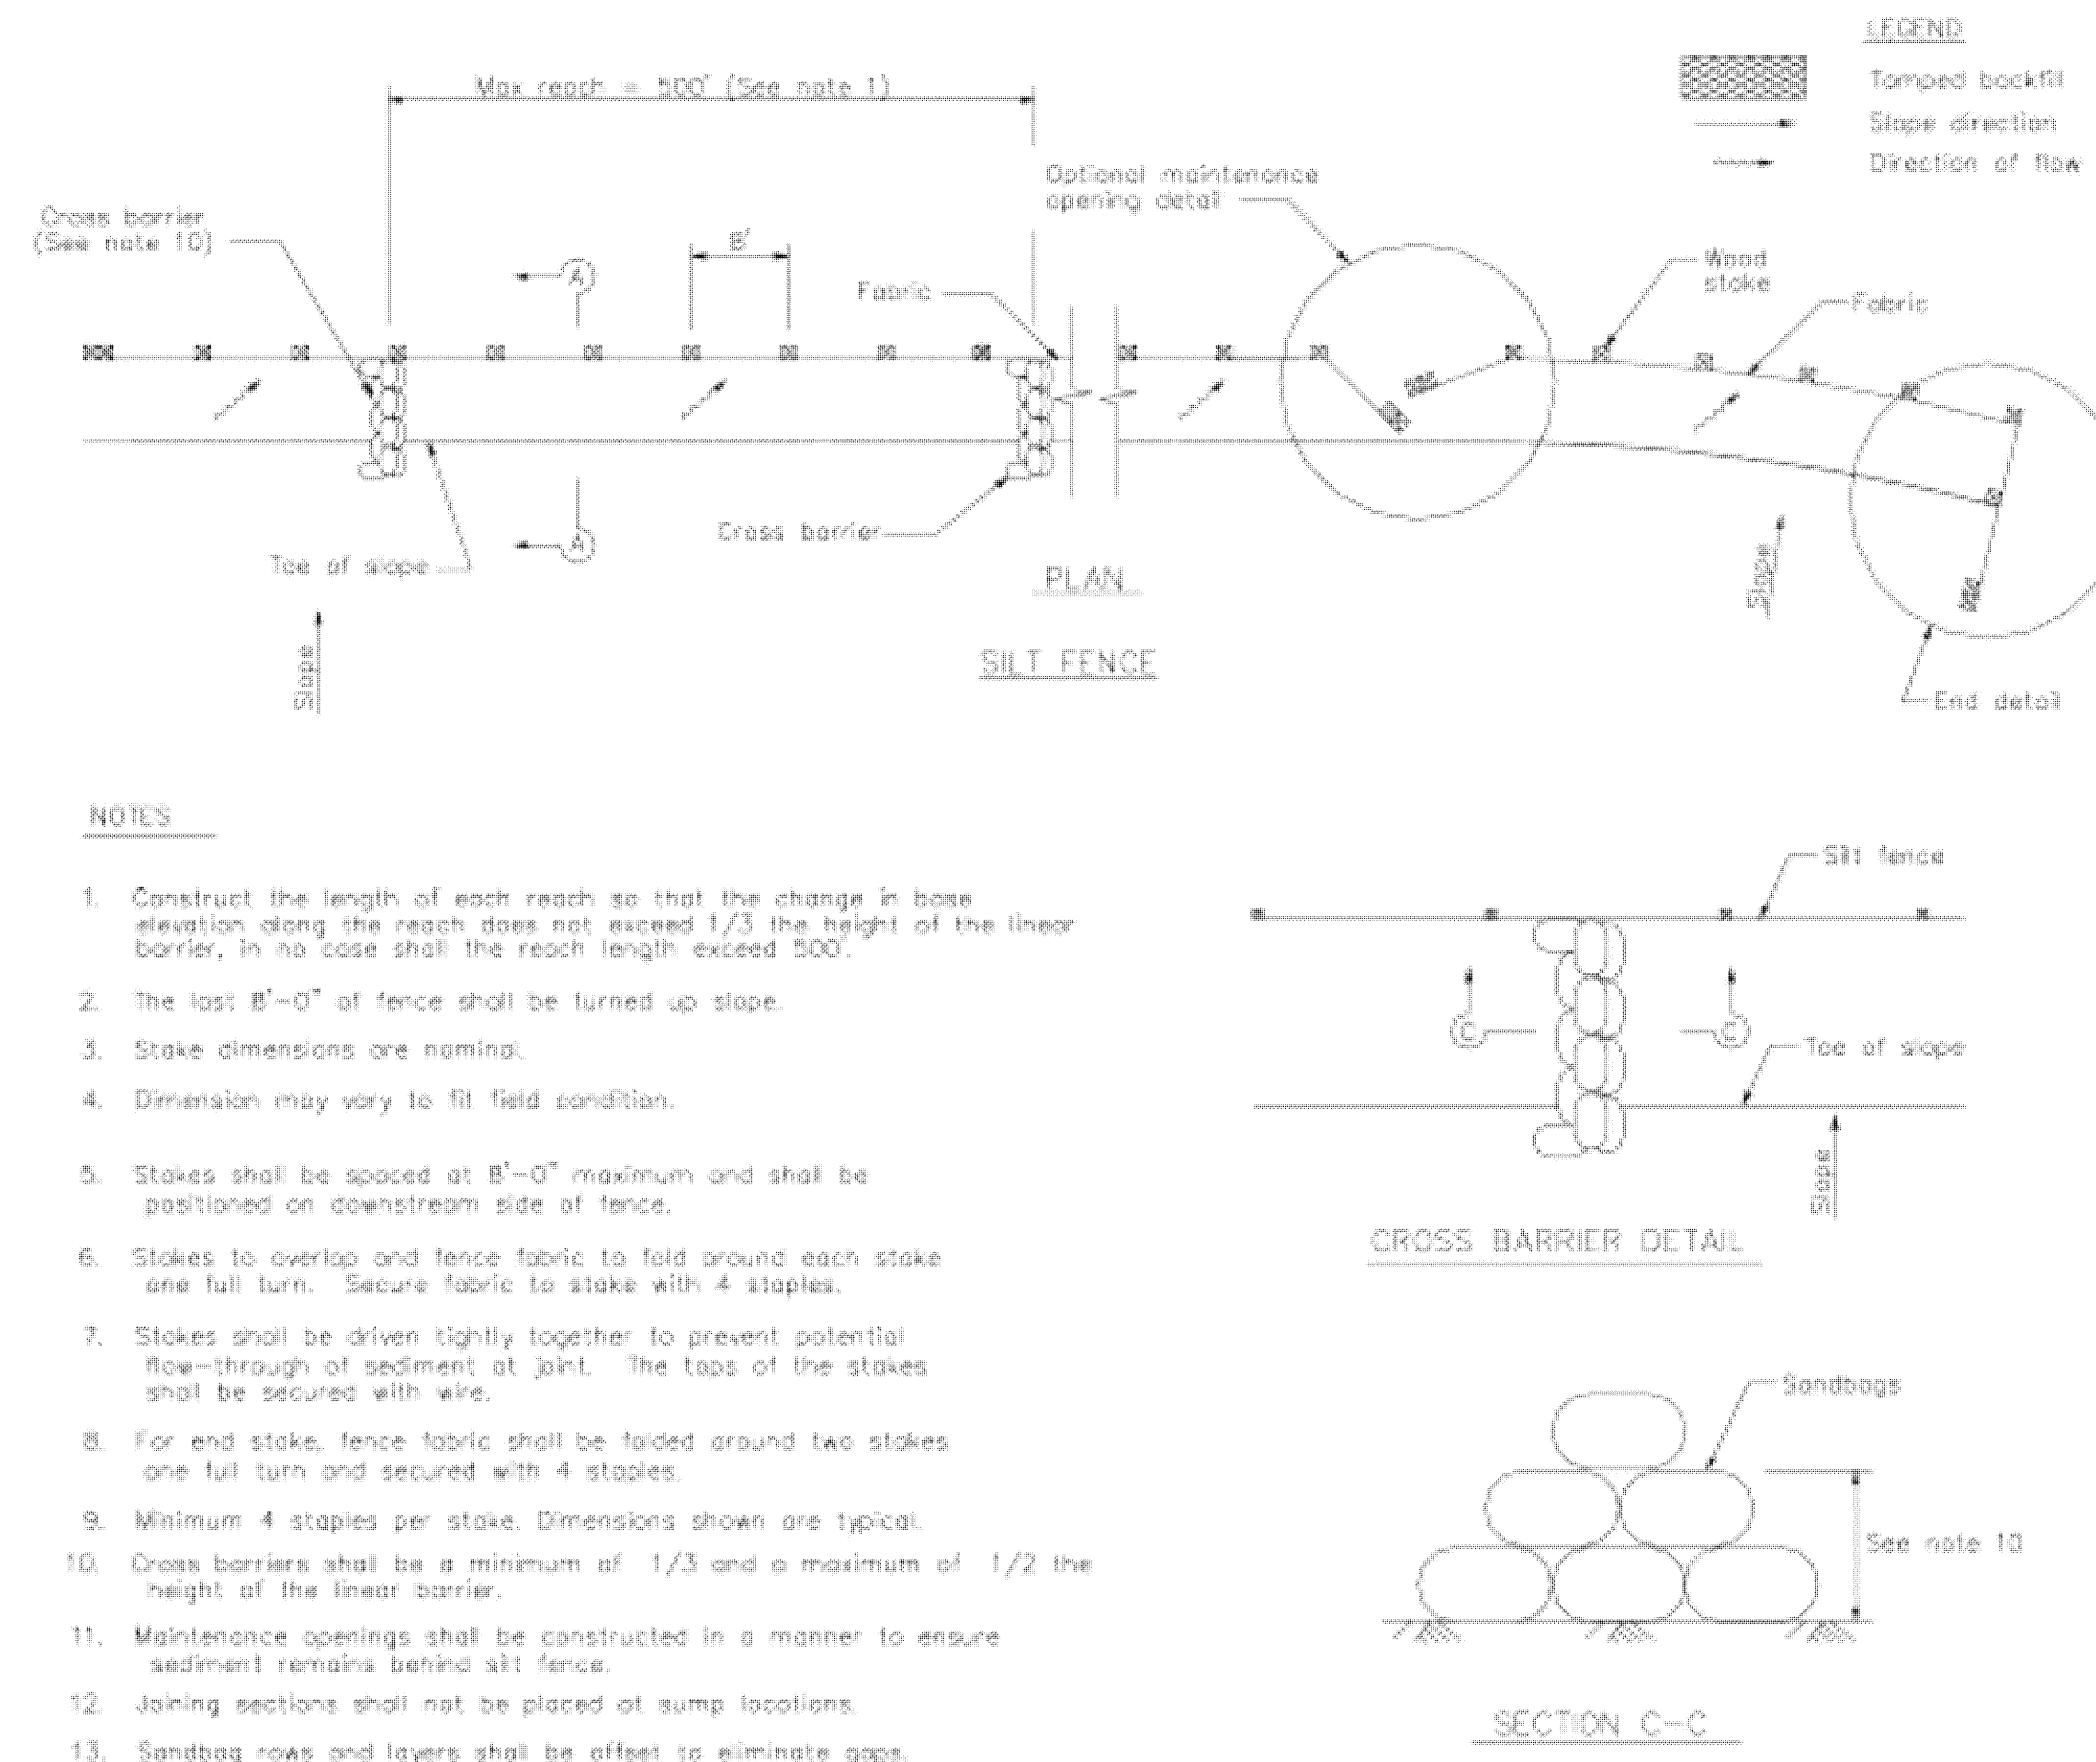 LEGEND
Tamped backfill
Slope direction
Direction of flow
Max reach = 500' (See note 1)
Optional maintenance
opening detail
Cross barrier
(See note 10)
8'
A
Fabric
Wood
stake
Fabric
Cross barrier
Toe of slope
A
PLAN
SILT FENCE
Slope
Slope
End detail
NOTES
1. Construct the length of each reach so that the change in base
elevation along the reach does not exceed 1/3 the height of the linear
barrier, in no case shall the reach length exceed 500'.
2. The last 8'-0" of fence shall be turned up slope.
3. Stake dimensions are nominal.
4. Dimension may vary to fit field condition.
5. Stakes shall be spaced at 8'-0" maximum and shall be
positioned on downstream side of fence.
6. Stakes to overlap and fence fabric to fold around each stake
one full turn. Secure fabric to stake with 4 staples.
7. Stakes shall be driven tightly together to prevent potential
flow-through of sediment at joint. The tops of the stakes
shall be secured with wire.
8. For end stake, fence fabric shall be folded around two stakes
one full turn and secured with 4 staples.
9. Minimum 4 staples per stake. Dimensions shown are typical.
10. Cross barriers shall be a minimum of 1/3 and a maximum of 1/2 the
height of the linear barrier.
11. Maintenance openings shall be constructed in a manner to ensure
sediment remains behind silt fence.
12. Joining sections shall not be placed at sump locations.
13. Sandbag rows and layers shall be offset to eliminate gaps.
Silt fence
C
C
Toe of slope
Slope
CROSS BARRIER DETAIL
Sandbags
See note 10
SECTION C-C